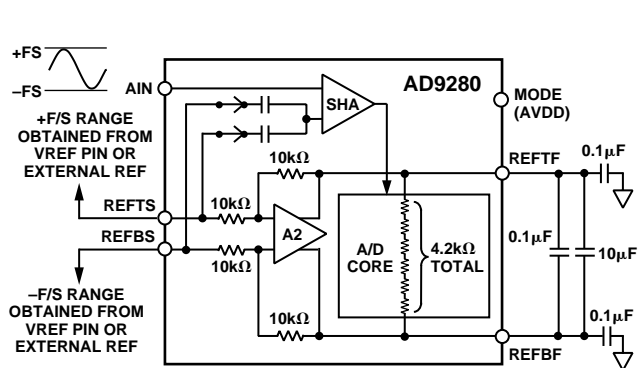 +FS
–FS
AIN
AD9280
SHA
MODE
(AVDD)
+F/S RANGE
OBTAINED FROM
VREF PIN OR
EXTERNAL REF
10kΩ
REFTF
0.1µF
REFTS
10kΩ
A2
A/D
CORE
4.2kΩ
TOTAL
0.1µF
10µF
REFBS
10kΩ
–F/S RANGE
OBTAINED FROM
VREF PIN OR
EXTERNAL REF
10kΩ
0.1µF
REFBF